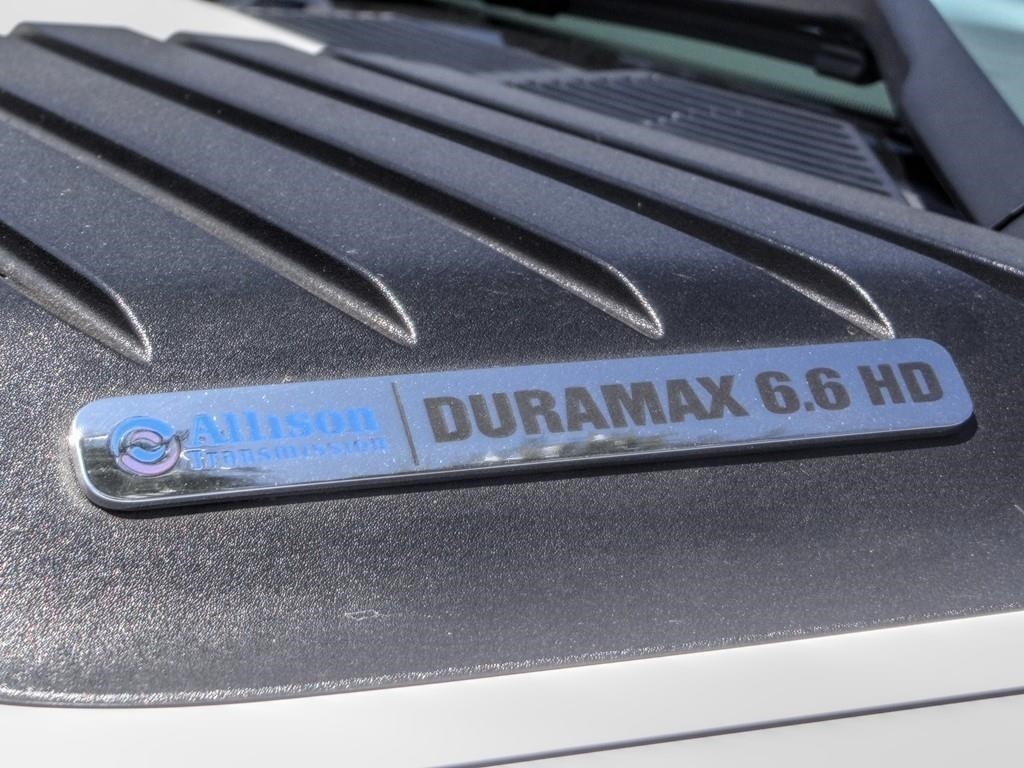 Allison
Transmission
DURAMAX 6.6 HD